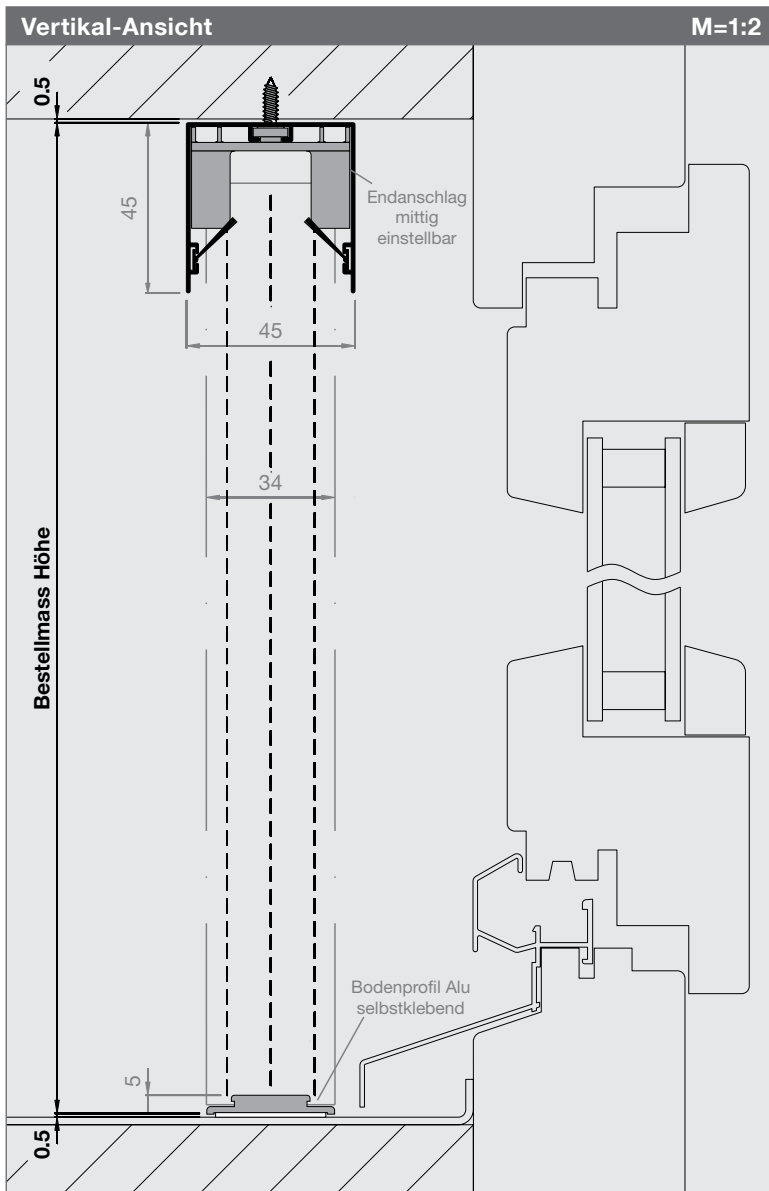 Vertikal-Ansicht M=1:2
0.5
45
Endanschlag
mittig
einstellbar
45
34
Bestellmass Höhe
Bodenprofil Alu
selbstklebend
5
0.5